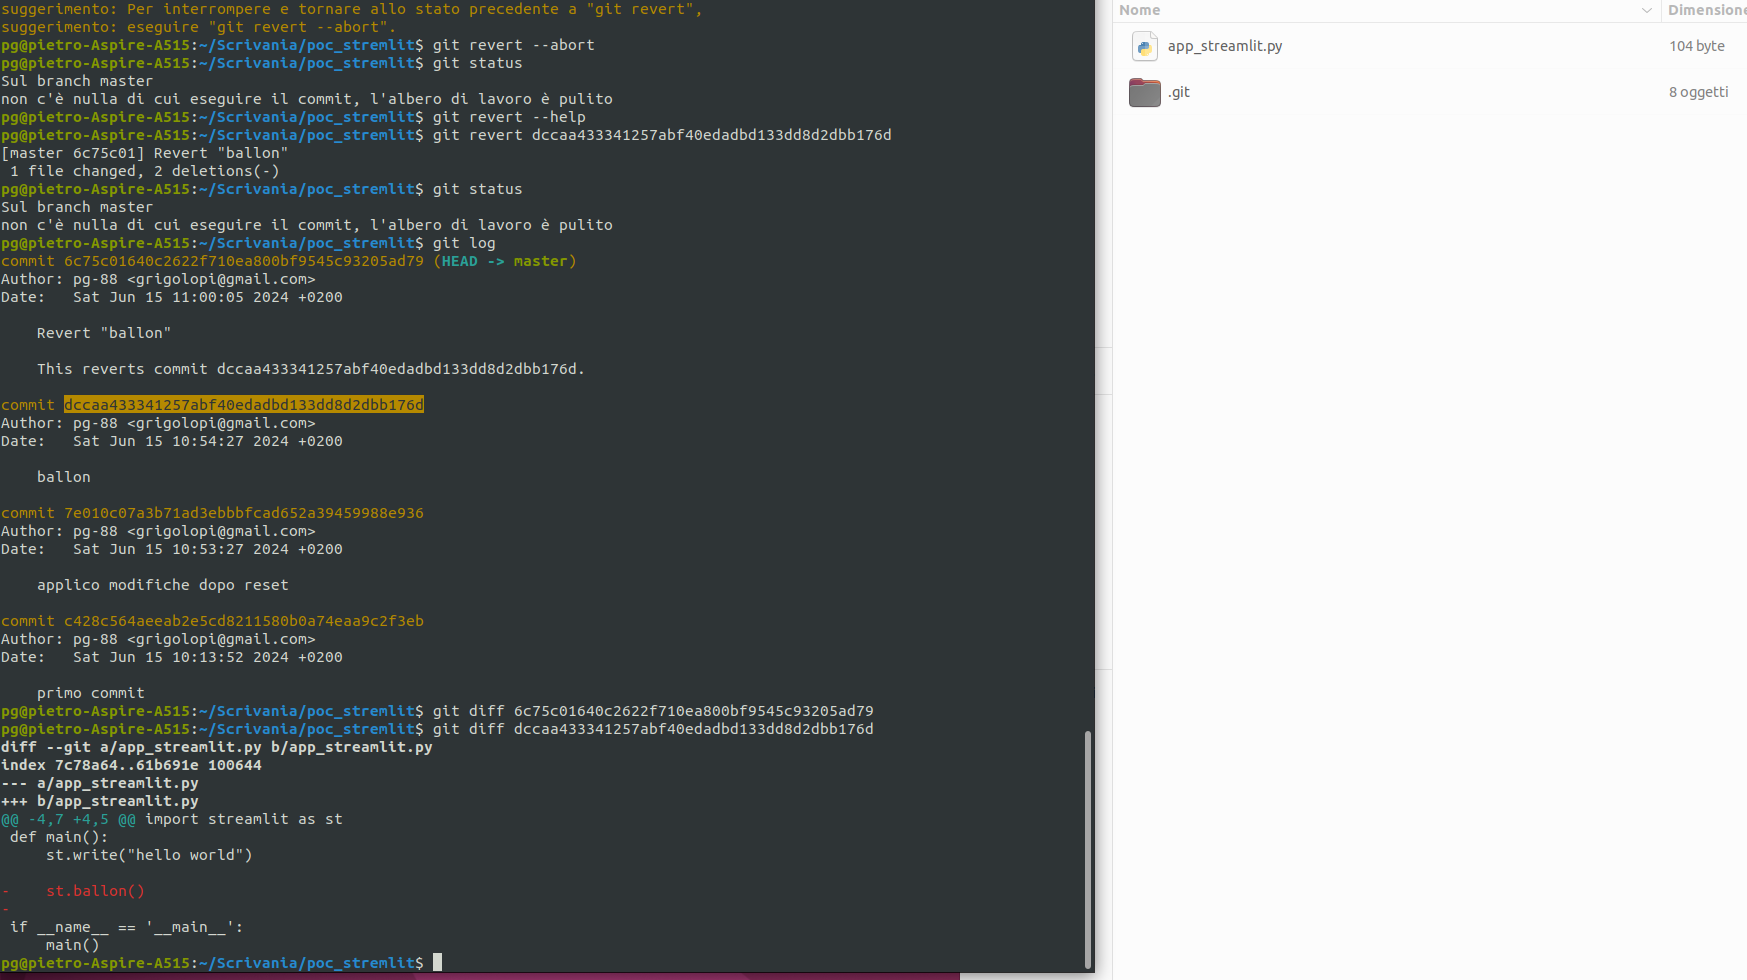 suggerimento: Per interrompere e tornare allo stato precedente a "git revert",
suggerimento: eseguire "git revert --abort".
pg@pietro-Aspire-A515:~/Scrivania/poc_stremlit$ git revert --abort
pg@pietro-Aspire-A515:~/Scrivania/poc_stremlit$ git status
Sul branch master
non c'è nulla di cui eseguire il commit, l'albero di lavoro è pulito
pg@pietro-Aspire-A515:~/Scrivania/poc_stremlit$ git revert --help
pg@pietro-Aspire-A515:~/Scrivania/poc_stremlit$ git revert dccaa433341257abf40edadbd133dd8d2dbb176d
[master 6c75c01] Revert "ballon"
 1 file changed, 2 deletions(-)
pg@pietro-Aspire-A515:~/Scrivania/poc_stremlit$ git status
Sul branch master
non c'è nulla di cui eseguire il commit, l'albero di lavoro è pulito
pg@pietro-Aspire-A515:~/Scrivania/poc_stremlit$ git log
commit 6c75c01640c2622f710ea800bf9545c93205ad79 (HEAD -> master)
Author: pg-88 <grigolopi@gmail.com>
Date:   Sat Jun 15 11:00:05 2024 +0200

    Revert "ballon"

    This reverts commit dccaa433341257abf40edadbd133dd8d2dbb176d.

commit dccaa433341257abf40edadbd133dd8d2dbb176d
Author: pg-88 <grigolopi@gmail.com>
Date:   Sat Jun 15 10:54:27 2024 +0200

    ballon

commit 7e010c07a3b71ad3ebbbfcad652a39459988e936
Author: pg-88 <grigolopi@gmail.com>
Date:   Sat Jun 15 10:53:27 2024 +0200

    applico modifiche dopo reset

commit c428c564aeeab2e5cd8211580b0a74eaa9c2f3eb
Author: pg-88 <grigolopi@gmail.com>
Date:   Sat Jun 15 10:13:52 2024 +0200

    primo commit
pg@pietro-Aspire-A515:~/Scrivania/poc_stremlit$ git diff 6c75c01640c2622f710ea800bf9545c93205ad79
pg@pietro-Aspire-A515:~/Scrivania/poc_stremlit$ git diff dccaa433341257abf40edadbd133dd8d2dbb176d
diff --git a/app_streamlit.py b/app_streamlit.py
index 7c78a64..61b691e 100644
--- a/app_streamlit.py
+++ b/app_streamlit.py
@@ -4,7 +4,5 @@ import streamlit as st
 def main():
     st.write("hello world")

-    st.ballon()
-
 if __name__ == '__main__':
     main()
pg@pietro-Aspire-A515:~/Scrivania/poc_stremlit$
Nome Dimensione
app_streamlit.py 104 byte
.git 8 oggetti